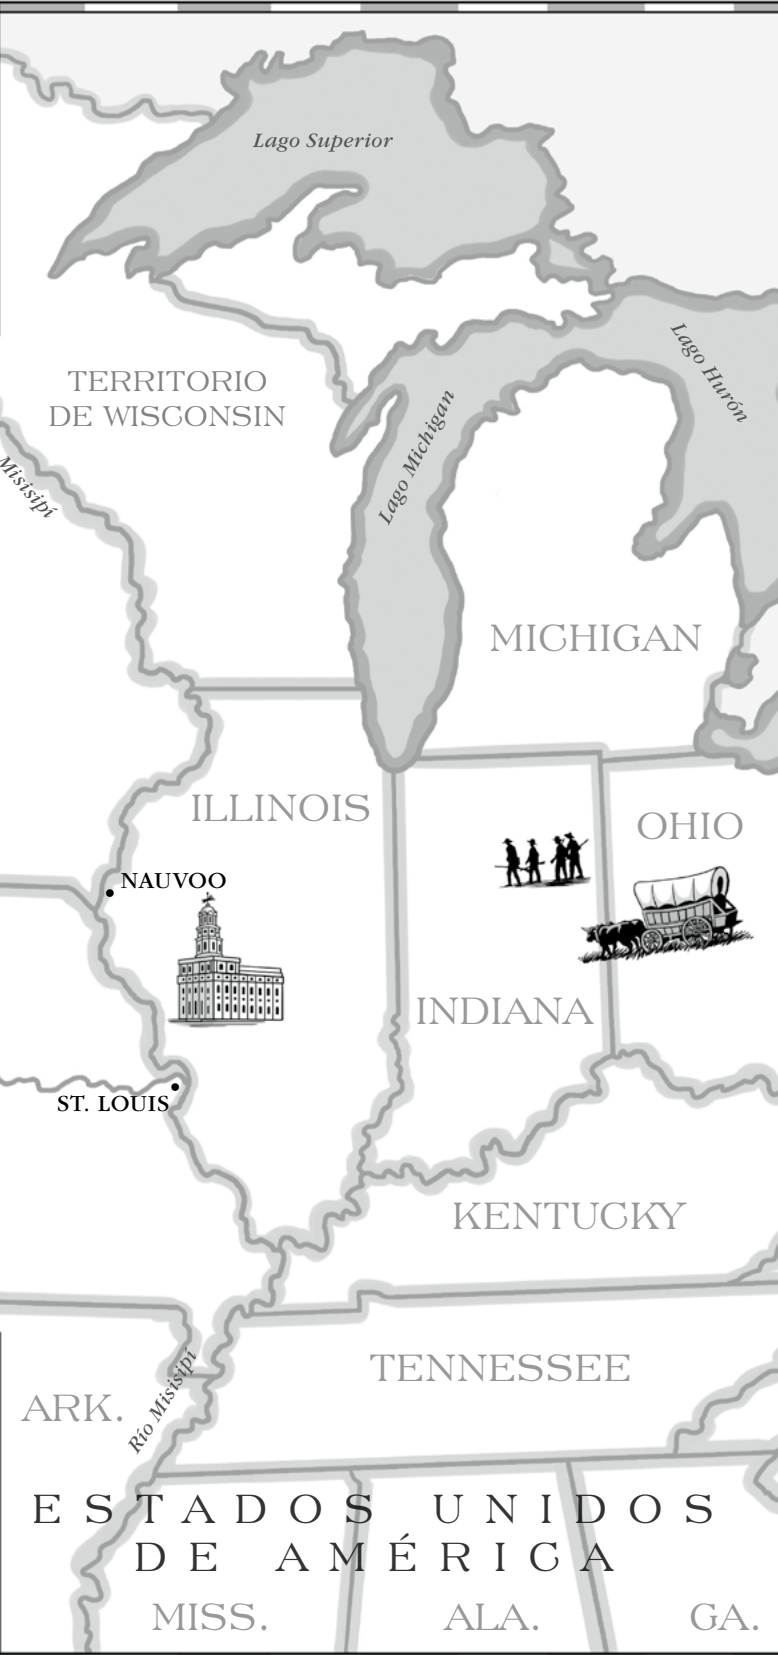 Lago Superior
Lago Hurón
TERRITORIO
DE WISCONSIN
Lago Michigan
Misisipí
MICHIGAN
ILLINOIS
OHIO
NAUVOO
INDIANA
ST. LOUIS
KENTUCKY
TENNESSEE
ARK.
Río Misisipí
ESTADOS UNIDOS
DE AMÉRICA
MISS.
ALA.
GA.